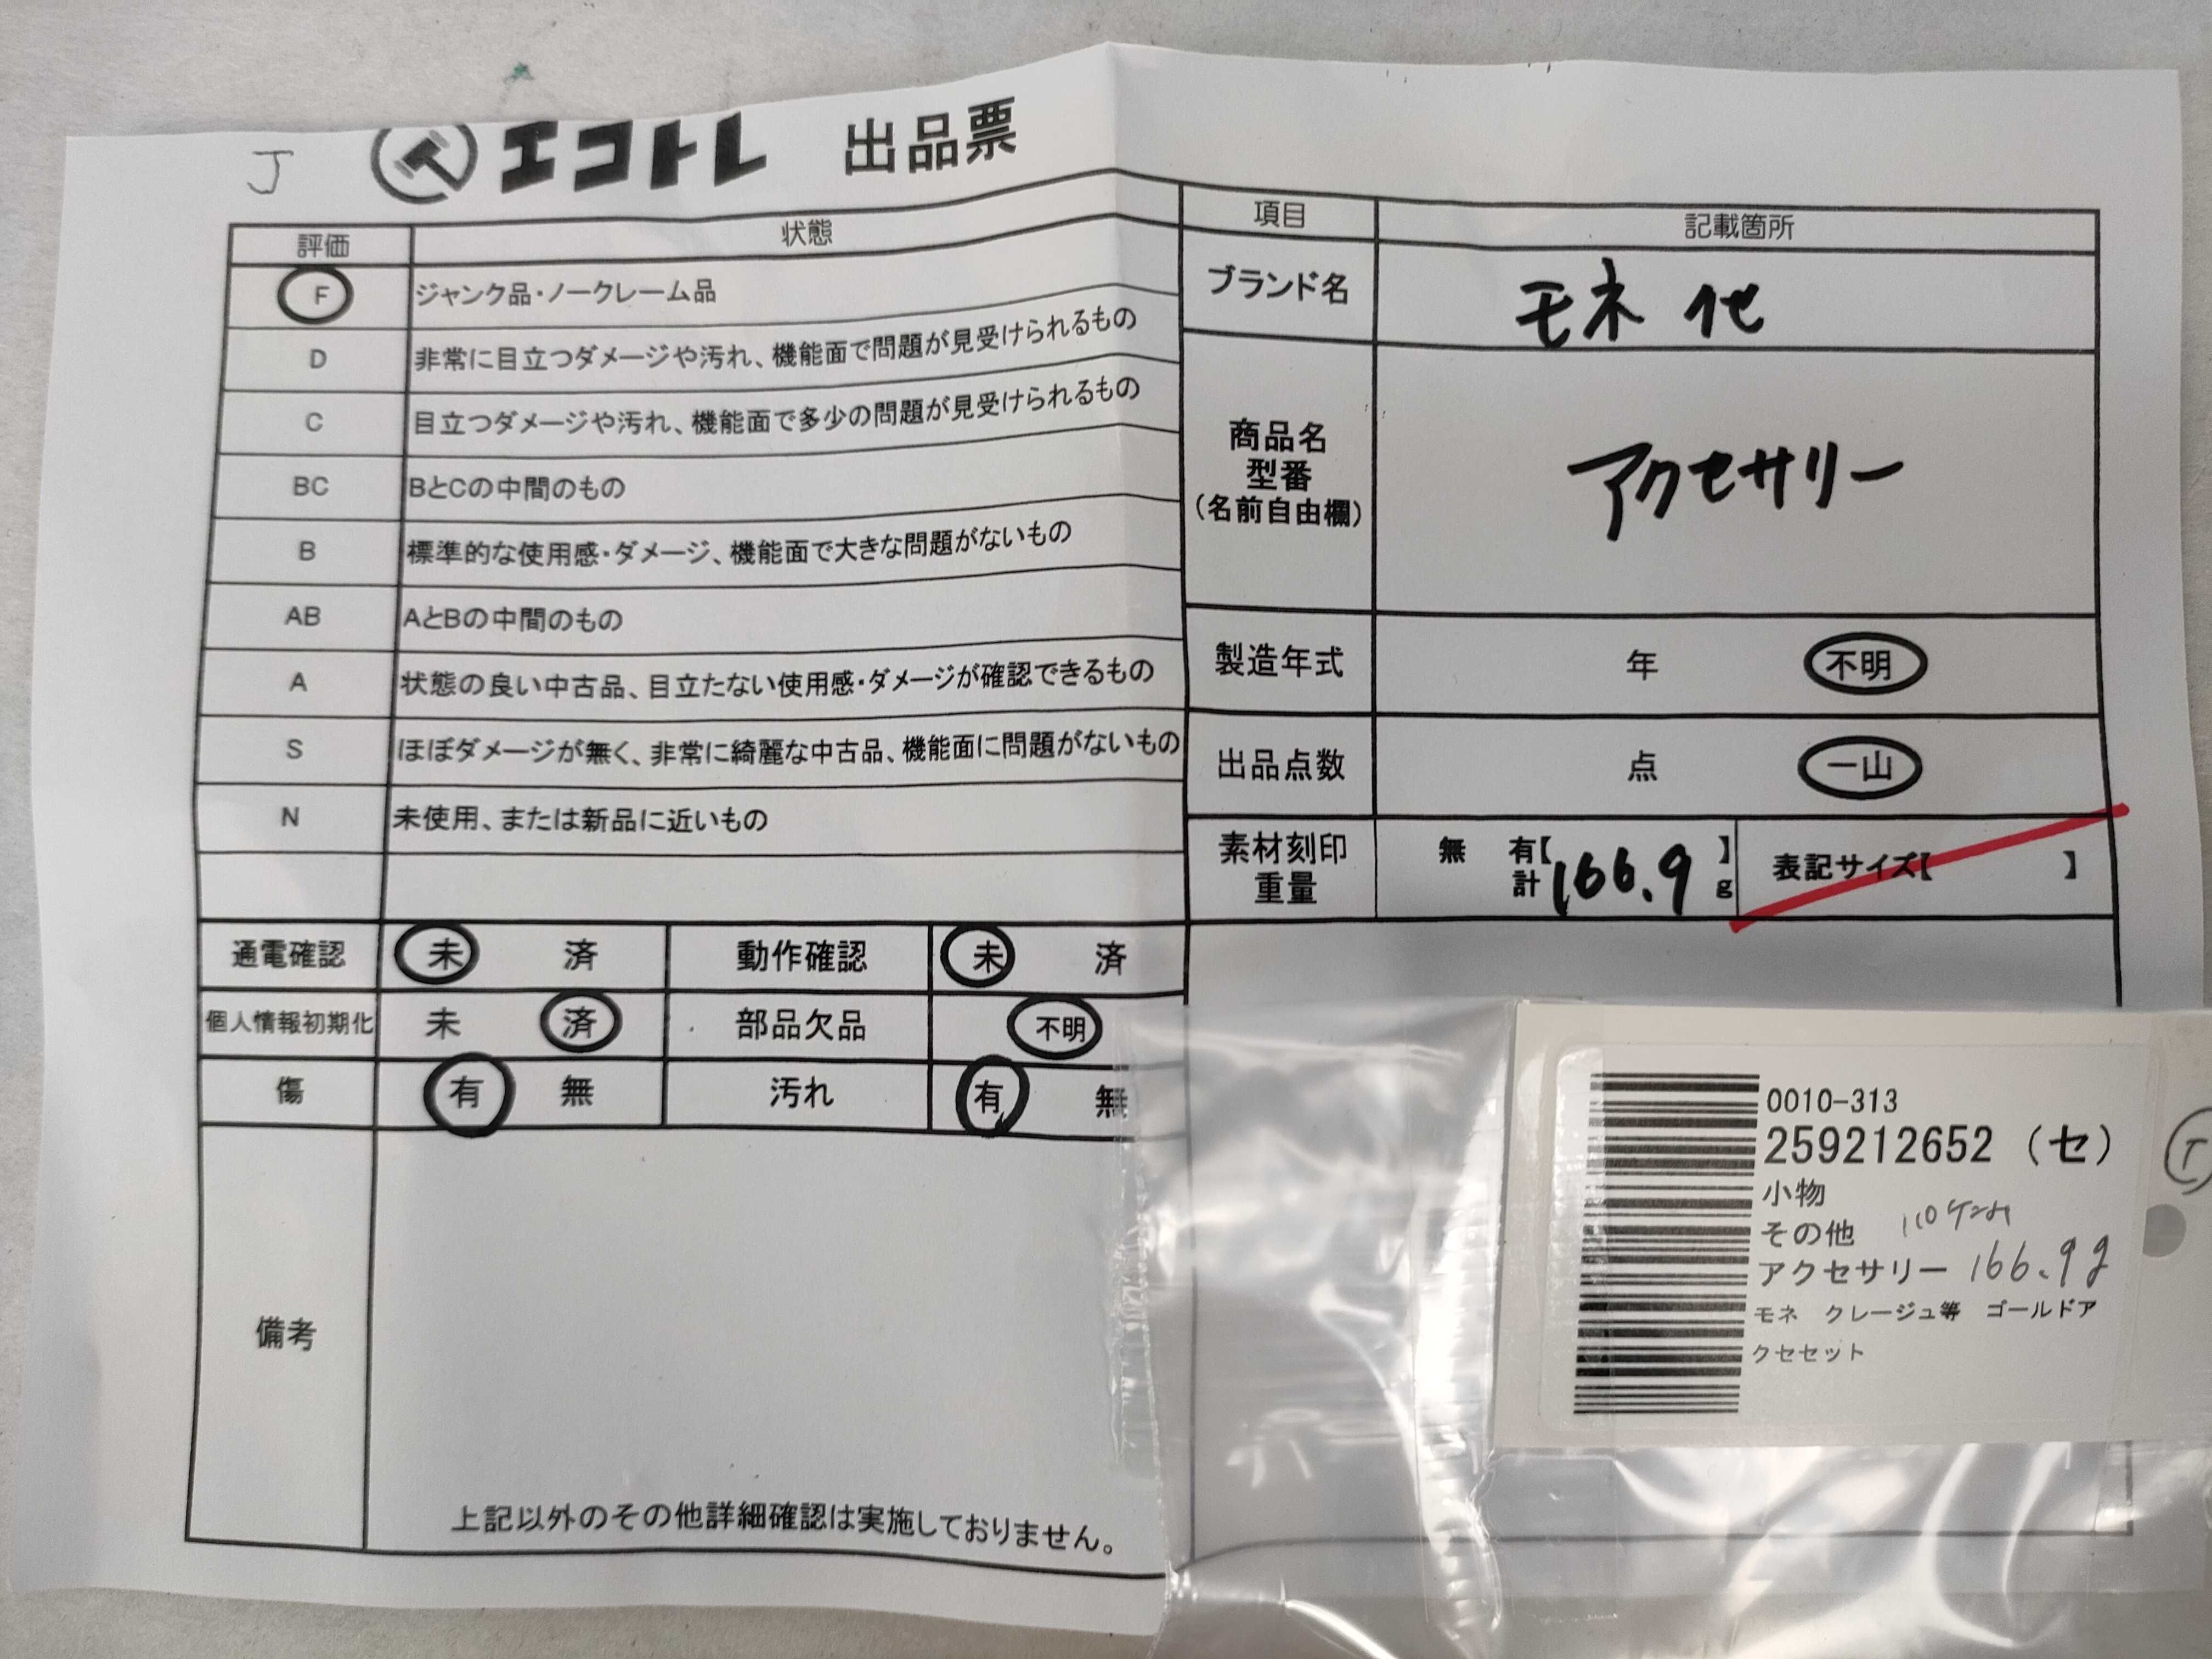 J
エコトレ 出品票
評価 状態
F ジャンク品・ノークレーム品
D 非常に目立つダメージや汚れ、機能面で問題が見受けられるもの
C 目立つダメージや汚れ、機能面で多少の問題が見受けられるもの
BC BとCの中間のもの
B 標準的な使用感・ダメージ、機能面で大きな問題がないもの
AB AとBの中間のもの
A 状態の良い中古品、目立たない使用感・ダメージが確認できるもの
S ほぼダメージが無く、非常に綺麗な中古品、機能面に問題がないもの
N 未使用、または新品に近いもの
通電確認 未 済 動作確認 未 済
個人情報初期化 未 済 部品欠品 不明
傷 有 無 汚れ 有 無
備考
上記以外のその他詳細確認は実施しておりません。
項目 記載箇所
ブランド名 モネ 他
商品名
型番
(名前自由欄)
アクセサリー
製造年式 年 不明
出品点数 点 一山
素材刻印
重量
無 有【 】
計 166.9 g
表記サイズ【 】
0010-313
259212652 (セ)
小物
その他
アクセサリー 166.9g
モネ クレージュ等 ゴールドア
クセセット